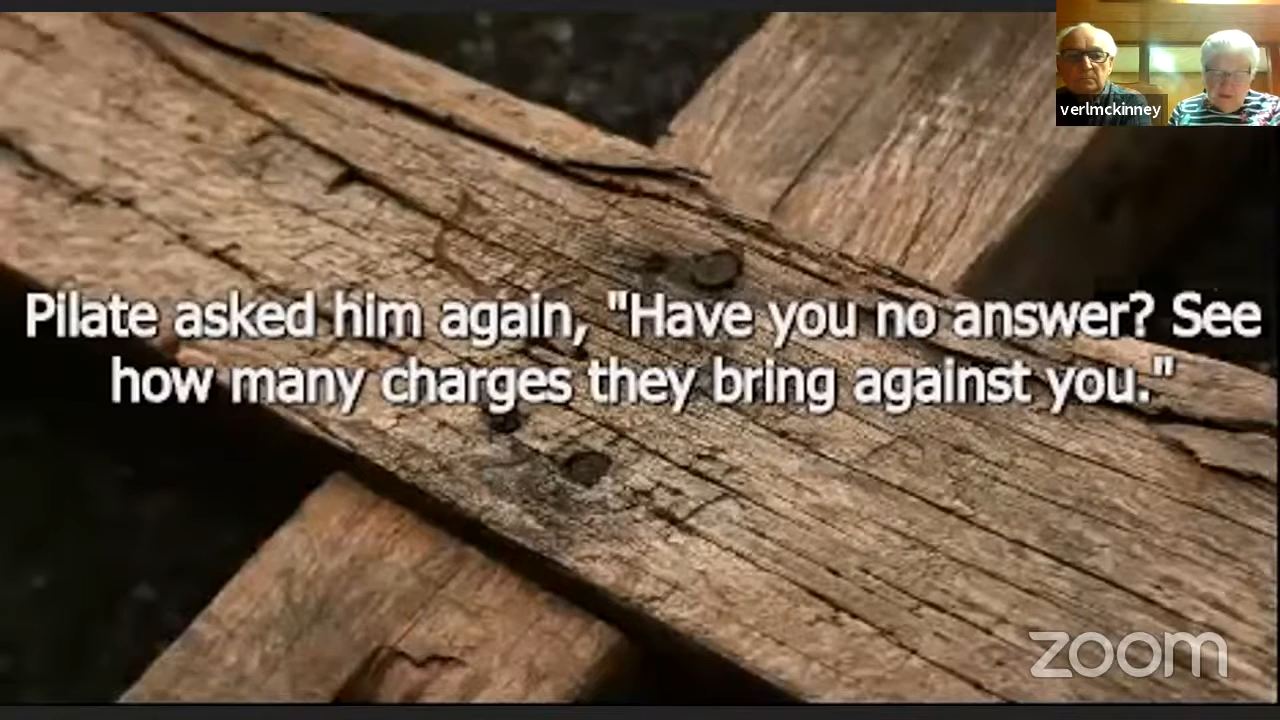 verlmckinney
Pilate asked him again, "Have you no answer? See
how many charges they bring against you."
zoom